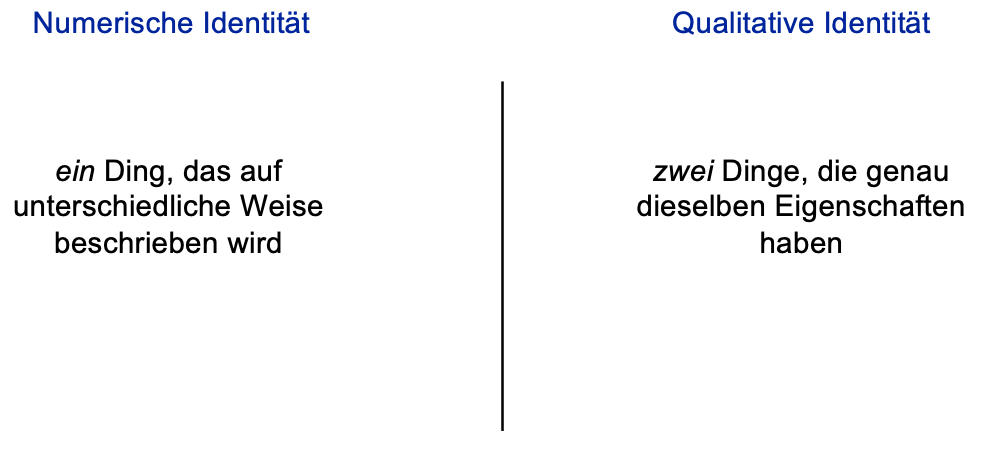 Numerische Identität
Qualitative Identität
ein Ding, das auf
unterschiedliche Weise
beschrieben wird
zwei Dinge, die genau
dieselben Eigenschaften
haben